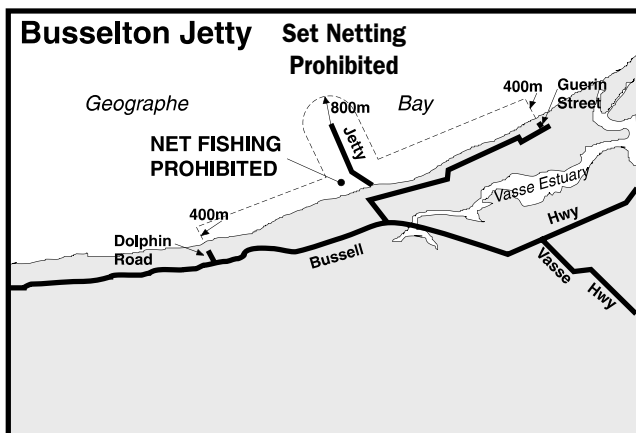 Busselton Jetty
Set Netting
Prohibited
Geographe
Bay
800m
400m
Guerin
Street
Jetty
NET FISHING
PROHIBITED
Vasse Estuary
400m
Dolphin
Road
Bussell
Hwy
Vasse
Hwy